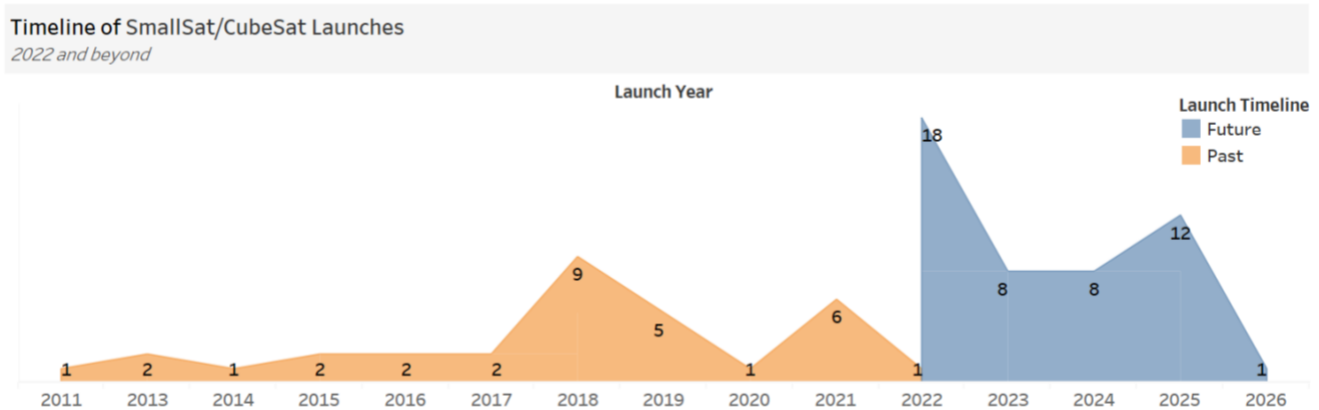 Timeline of SmallSat/CubeSat Launches
2022 and beyond
Launch Year
Launch Timeline
Future
Past
18
12
9
8
8
6
5
1
2
1
2
2
2
1
1
1
2011 2013 2014 2015 2016 2017 2018 2019 2020 2021 2022 2023 2024 2025 2026